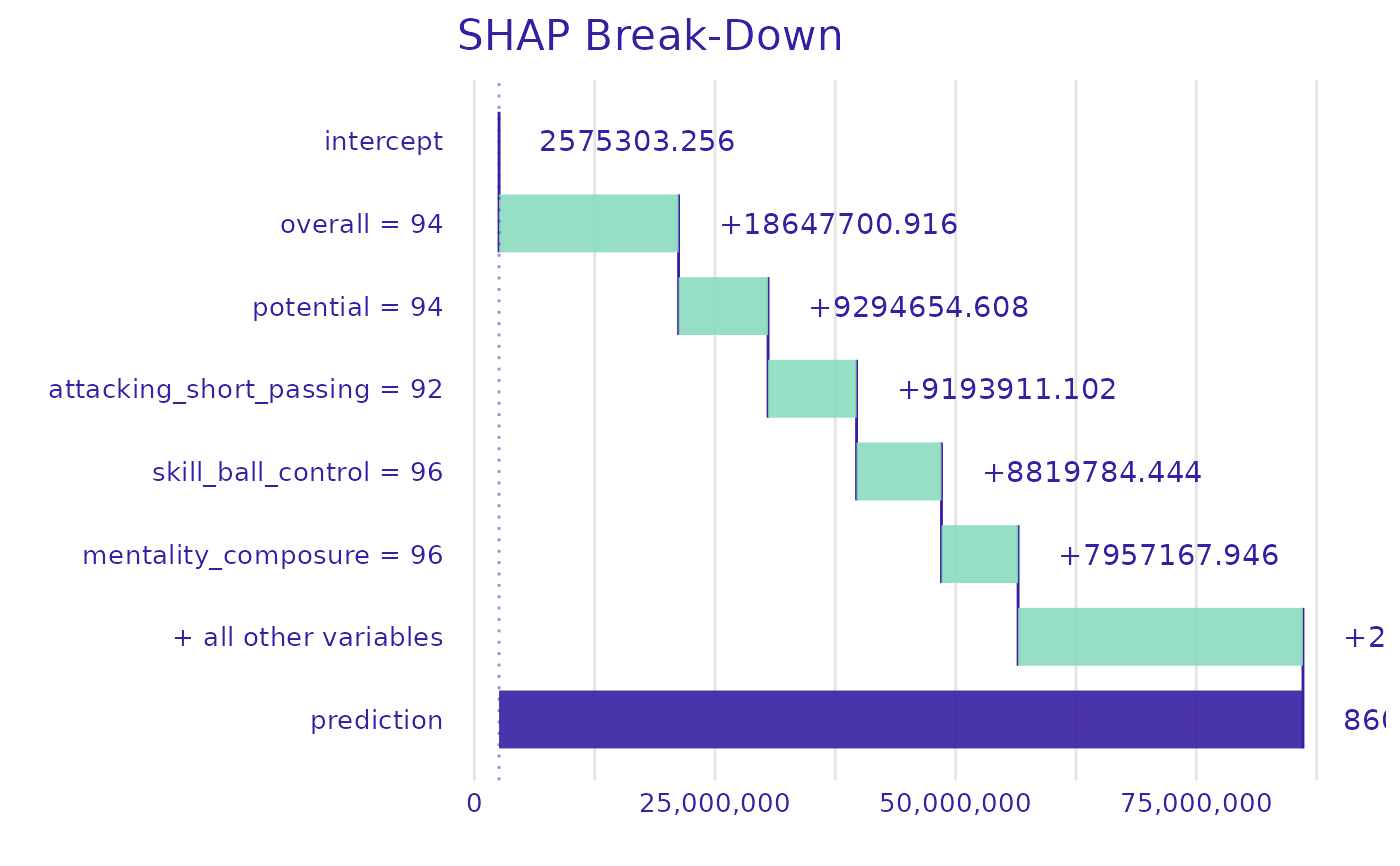 SHAP Break-Down
intercept 2575303.256
overall = 94 +18647700.916
potential = 94 +9294654.608
attacking_short_passing = 92 +9193911.102
skill_ball_control = 96 +8819784.444
mentality_composure = 96 +7957167.946
+ all other variables +2
prediction 86
0 25,000,000 50,000,000 75,000,000